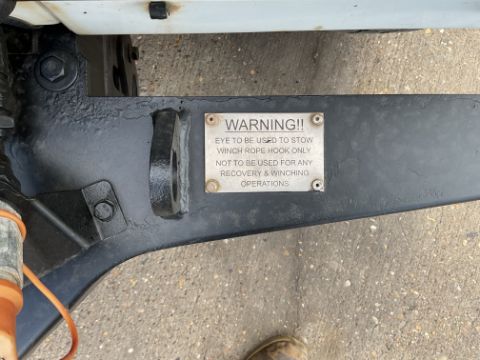 WARNING!!
EYE TO BE USED TO STOW
WINCH ROPE HOOK ONLY
NOT TO BE USED FOR ANY
RECOVERY & WINCHING
OPERATIONS